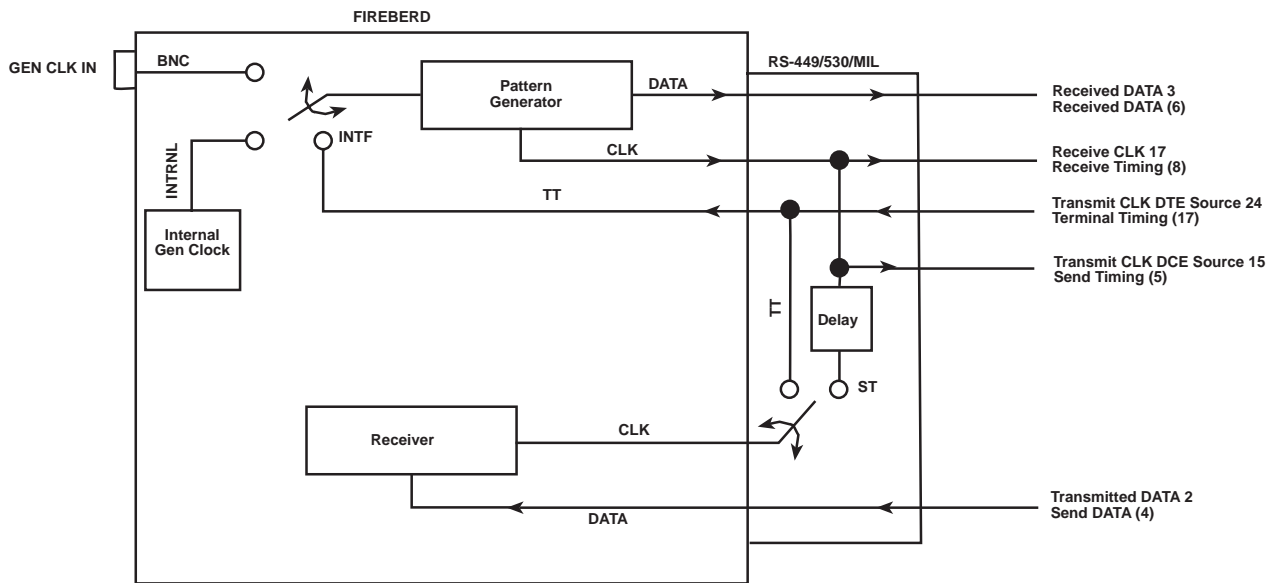 FIREBERD
GEN CLK IN
BNC
RS-449/530/MIL
Pattern
Generator
DATA
Received DATA 3
Received DATA (6)
INTF
CLK
Receive CLK 17
Receive Timing (8)
INTRNL
TT
Transmit CLK DTE Source 24
Terminal Timing (17)
Internal
Gen Clock
Transmit CLK DCE Source 15
Send Timing (5)
TT
Delay
ST
Receiver
CLK
DATA
Transmitted DATA 2
Send DATA (4)